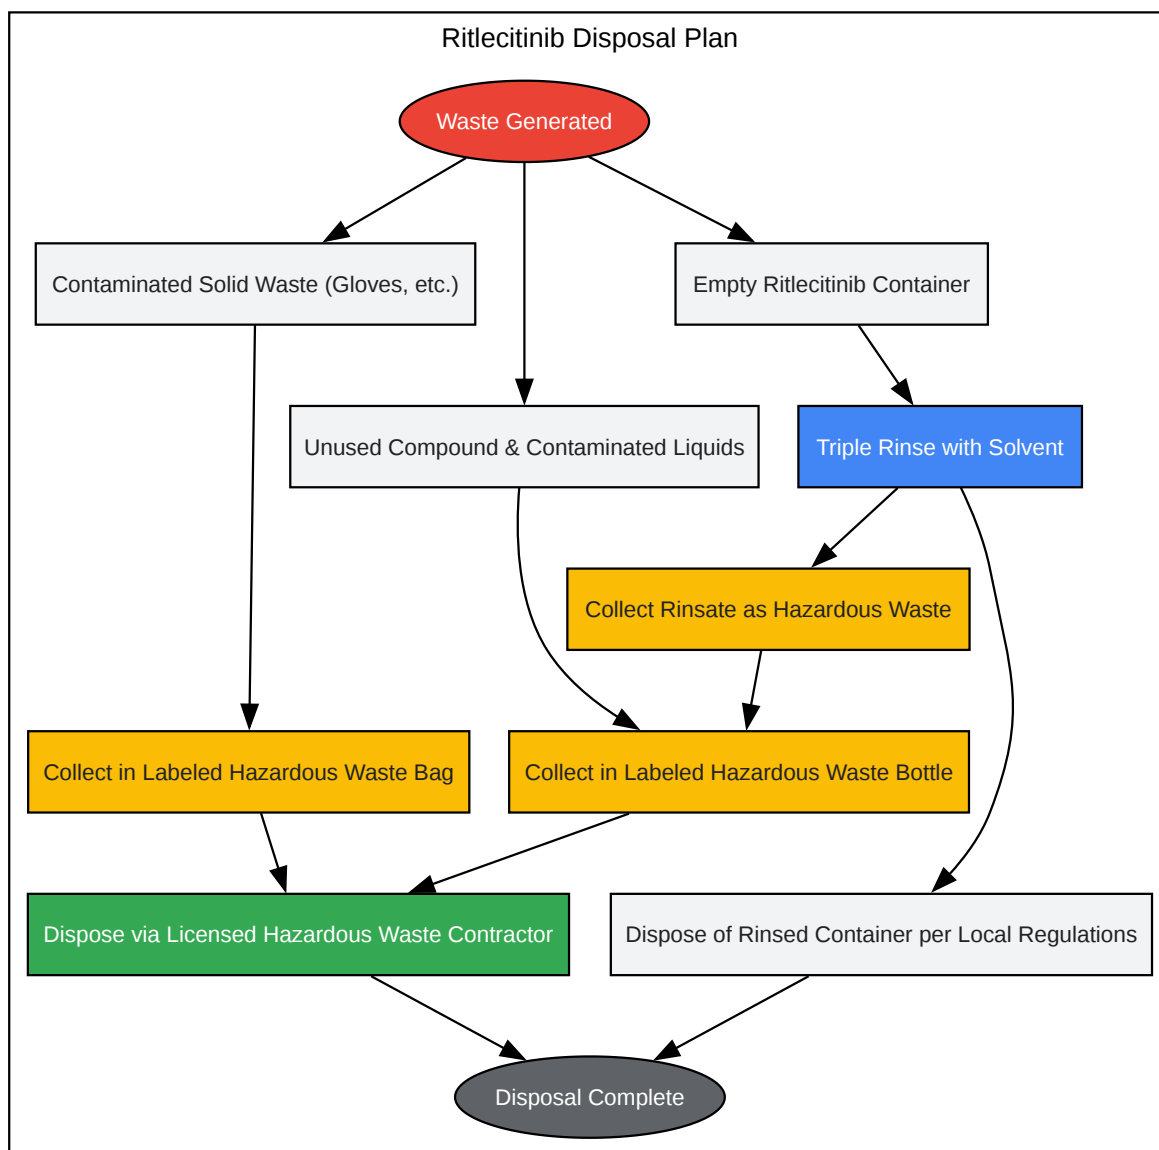 Ritlecitinib Disposal Plan
Waste Generated
Contaminated Solid Waste (Gloves, etc.)
Empty Ritlecitinib Container
Unused Compound & Contaminated Liquids
Triple Rinse with Solvent
Collect Rinsate as Hazardous Waste
Collect in Labeled Hazardous Waste Bag
Collect in Labeled Hazardous Waste Bottle
Dispose via Licensed Hazardous Waste Contractor
Dispose of Rinsed Container per Local Regulations
Disposal Complete